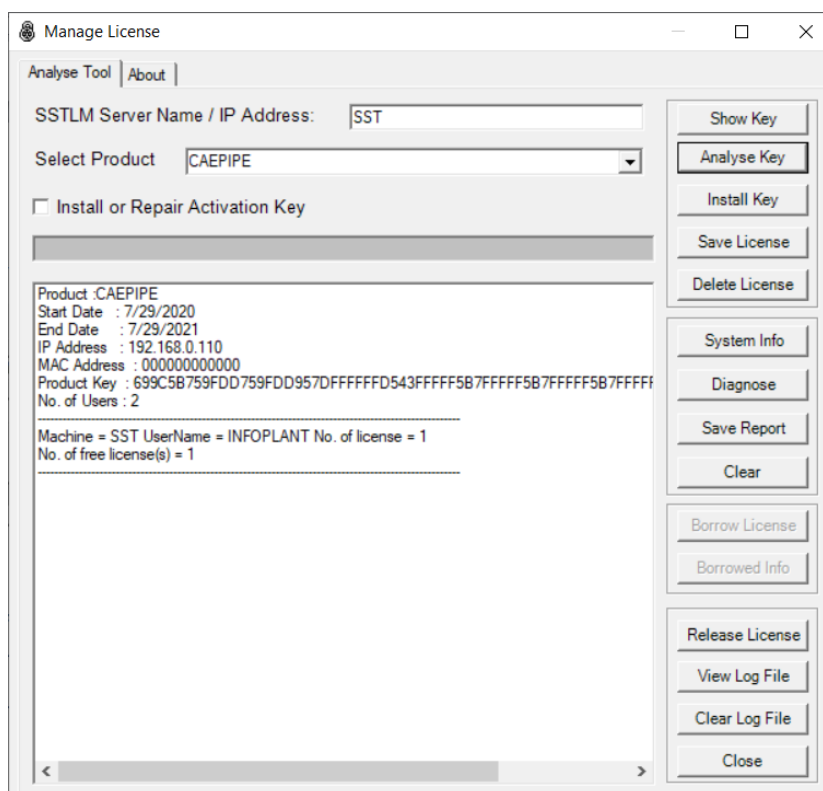 Manage License
Analyse Tool
About
SSTLM Server Name / IP Address:
SST
Select Product
CAEPIPE
Install or Repair Activation Key
Product :CAEPIPE
Start Date : 7/29/2020
End Date : 7/29/2021
IP Address : 192.168.0.110
MAC Address : 000000000000
Product Key : 699C5B759FDD759FDD957DFFFFFFD543FFFFF5B7FFFFF5B7FFFFF5B7FFFFF
No. of Users : 2
Machine = SST UserName = INFOPLANT No. of license = 1
No. of free license(s) = 1
Show Key
Analyse Key
Install Key
Save License
Delete License
System Info
Diagnose
Save Report
Clear
Borrow License
Borrowed Info
Release License
View Log File
Clear Log File
Close